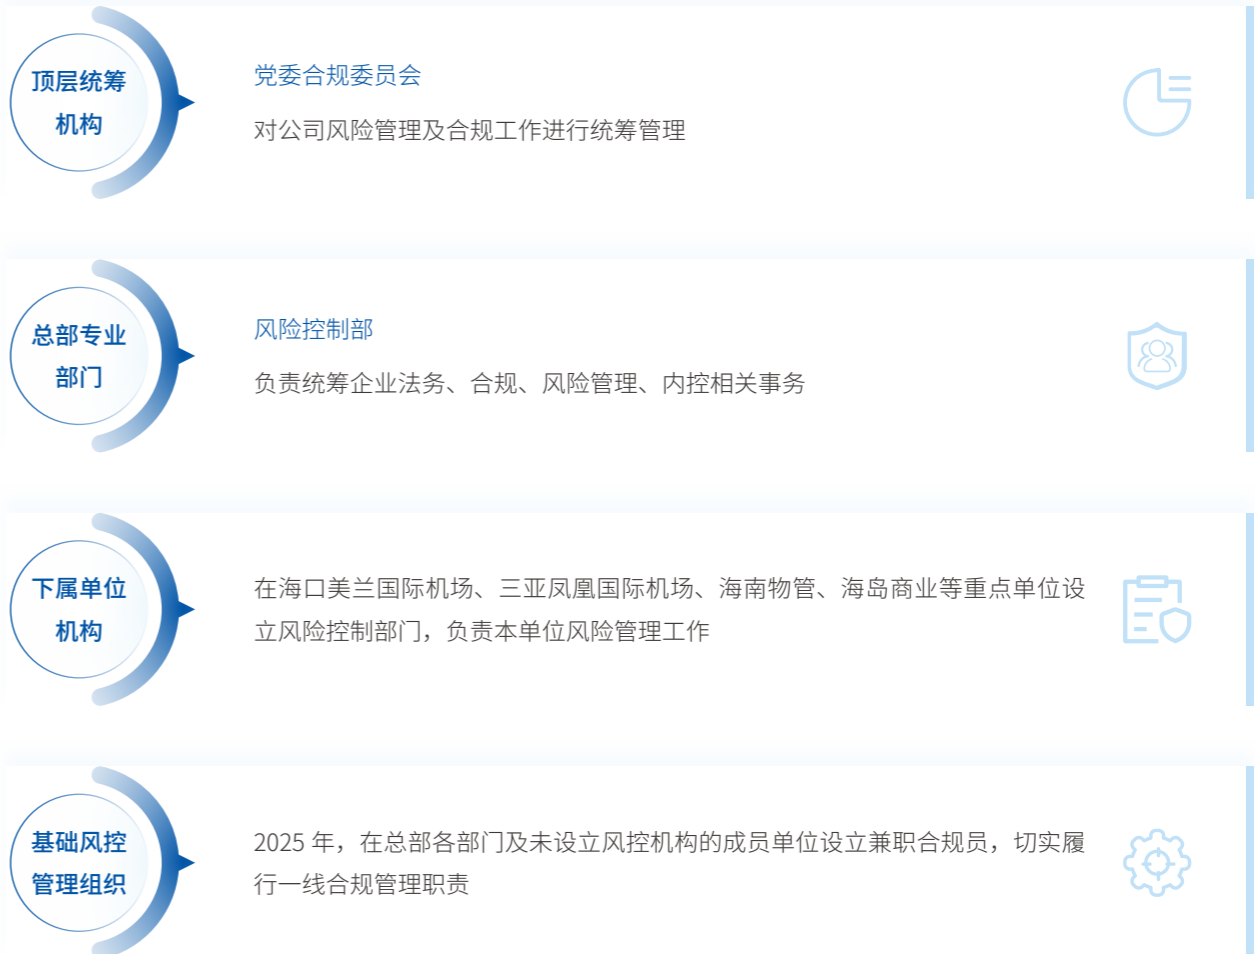 顶层统筹
机构
党委合规委员会
对公司风险管理及合规工作进行统筹管理
总部专业
部门
风险控制部
负责统筹企业法务、合规、风险管理、内控相关事务
下属单位
机构
在海口美兰国际机场、三亚凤凰国际机场、海南物管、海岛商业等重点单位设
立风险控制部门，负责本单位风险管理工作
基础风控
管理组织
2025 年，在总部各部门及未设立风控机构的成员单位设立兼职合规员，切实履
行一线合规管理职责